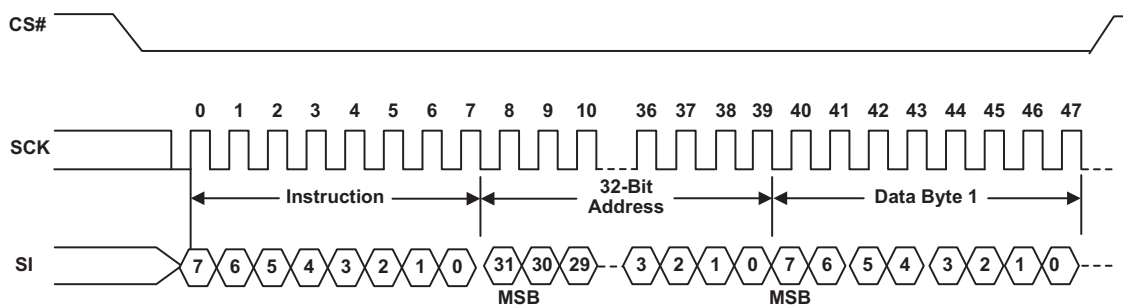 CS#
0 1 2 3 4 5 6 7 8 9 10 36 37 38 39 40 41 42 43 44 45 46 47
SCK
Instruction
32-Bit
Address
Data Byte 1
SI
7 6 5 4 3 2 1 0 31 30 29 3 2 1 0 7 6 5 4 3 2 1 0
MSB MSB